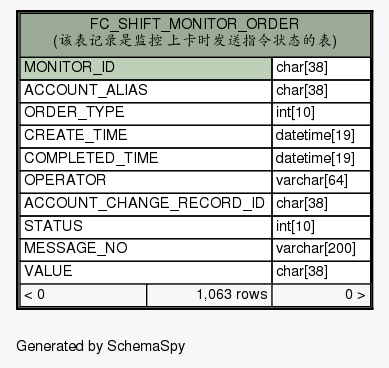 FC_SHIFT_MONITOR_ORDER
(该表记录是监控上卡时发送指令状态的表)
MONITOR_ID char[38]
ACCOUNT_ALIAS char[38]
ORDER_TYPE int[10]
CREATE_TIME datetime[19]
COMPLETED_TIME datetime[19]
OPERATOR varchar[64]
ACCOUNT_CHANGE_RECORD_ID char[38]
STATUS int[10]
MESSAGE_NO varchar[200]
VALUE char[38]
< 0 1,063 rows 0 >
Generated by SchemaSpy